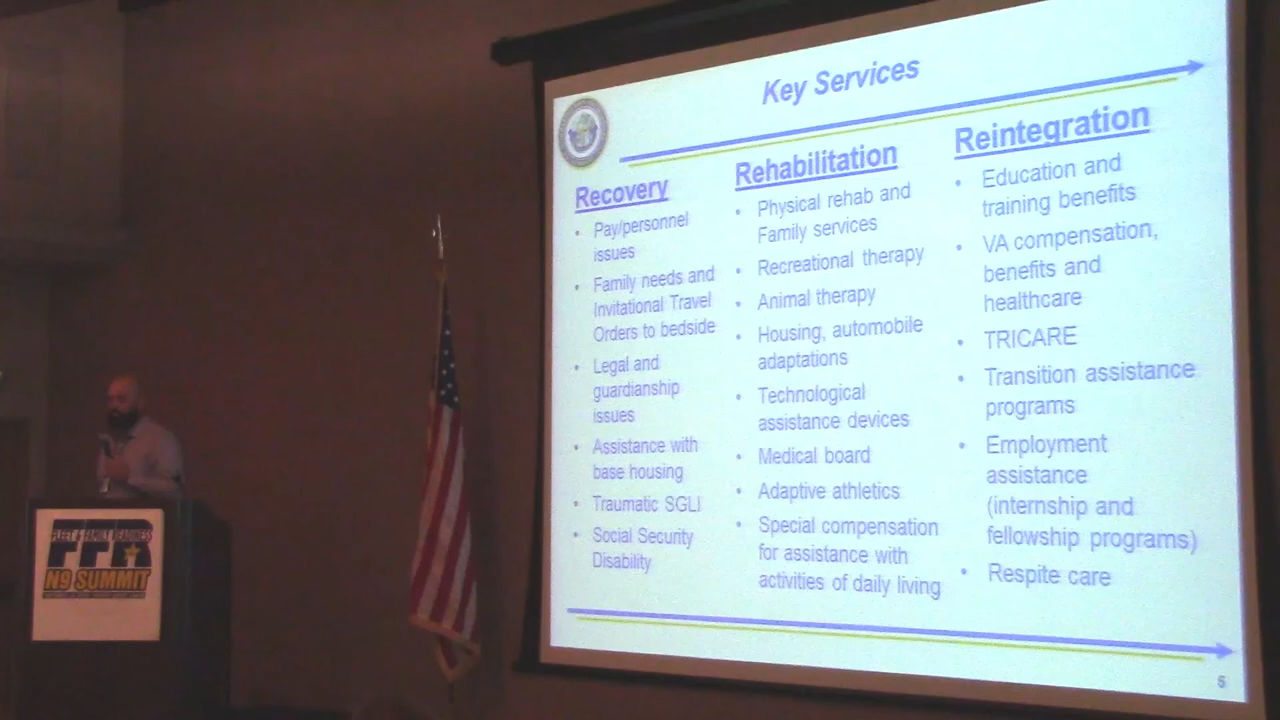 Key Services
Recovery
• Pay/personnel
issues
• Family needs and
Invitational Travel
Orders to bedside
• Legal and
guardianship
issues
• Assistance with
base housing
• Traumatic SGLI
• Social Security
Disability
Rehabilitation
• Physical rehab and
Family services
• Recreational therapy
• Animal therapy
• Housing, automobile
adaptations
• Technological
assistance devices
• Medical board
• Adaptive athletics
• Special compensation
for assistance with
activities of daily living
Reintegration
• Education and
training benefits
• VA compensation,
benefits and
healthcare
• TRICARE
• Transition assistance
programs
• Employment
assistance
(internship and
fellowship programs)
• Respite care
5
FLEET & FAMILY READINESS
FFR
N9 SUMMIT